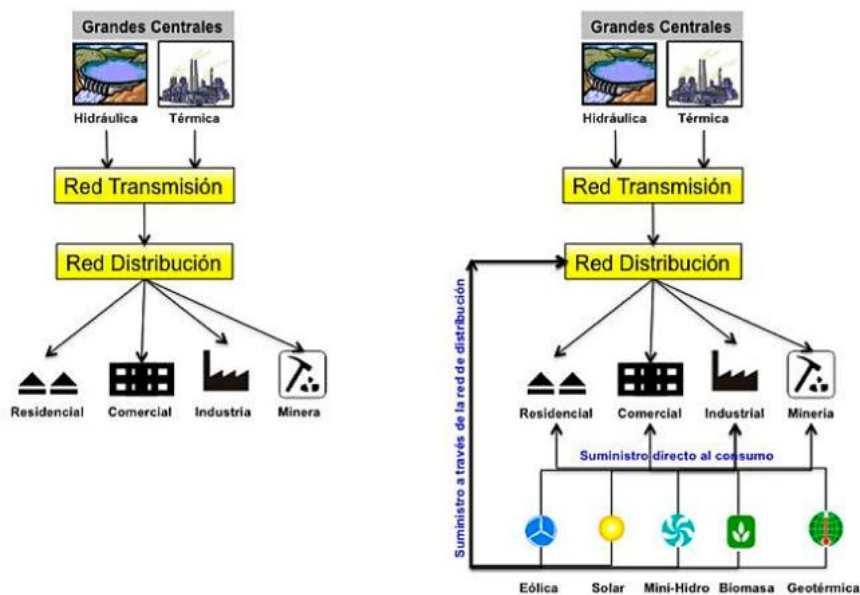 Grandes Centrales
Hidráulica Térmica
Red Transmisión
Red Distribución
Residencial Comercial Industria Minera
Grandes Centrales
Hidráulica Térmica
Red Transmisión
Red Distribución
Suministro a través de la red de distribución
Residencial Comercial Industrial Minería
Suministro directo al consumo
Eólica Solar Mini-Hidro Biomasa Geotérmica